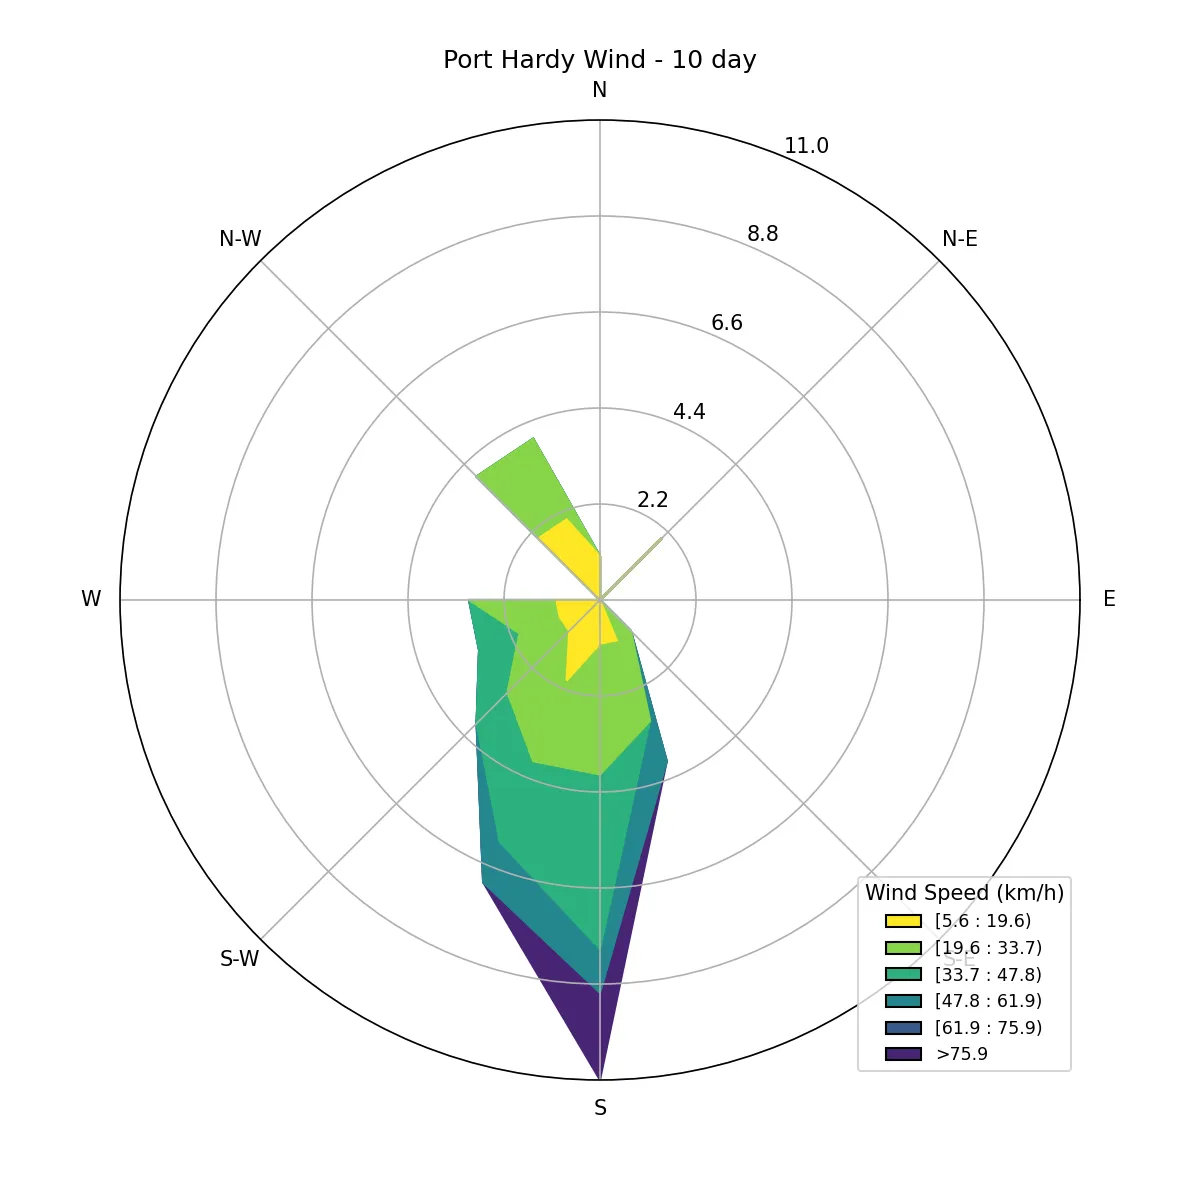 Port Hardy Wind - 10 day
N
11.0
8.8
N-W
N-E
6.6
4.4
2.2
W
E
Wind Speed (km/h)
[5.6 : 19.6)
[19.6 : 33.7)
S-W
S-E
[33.7 : 47.8)
[47.8 : 61.9)
[61.9 : 75.9)
>75.9
S